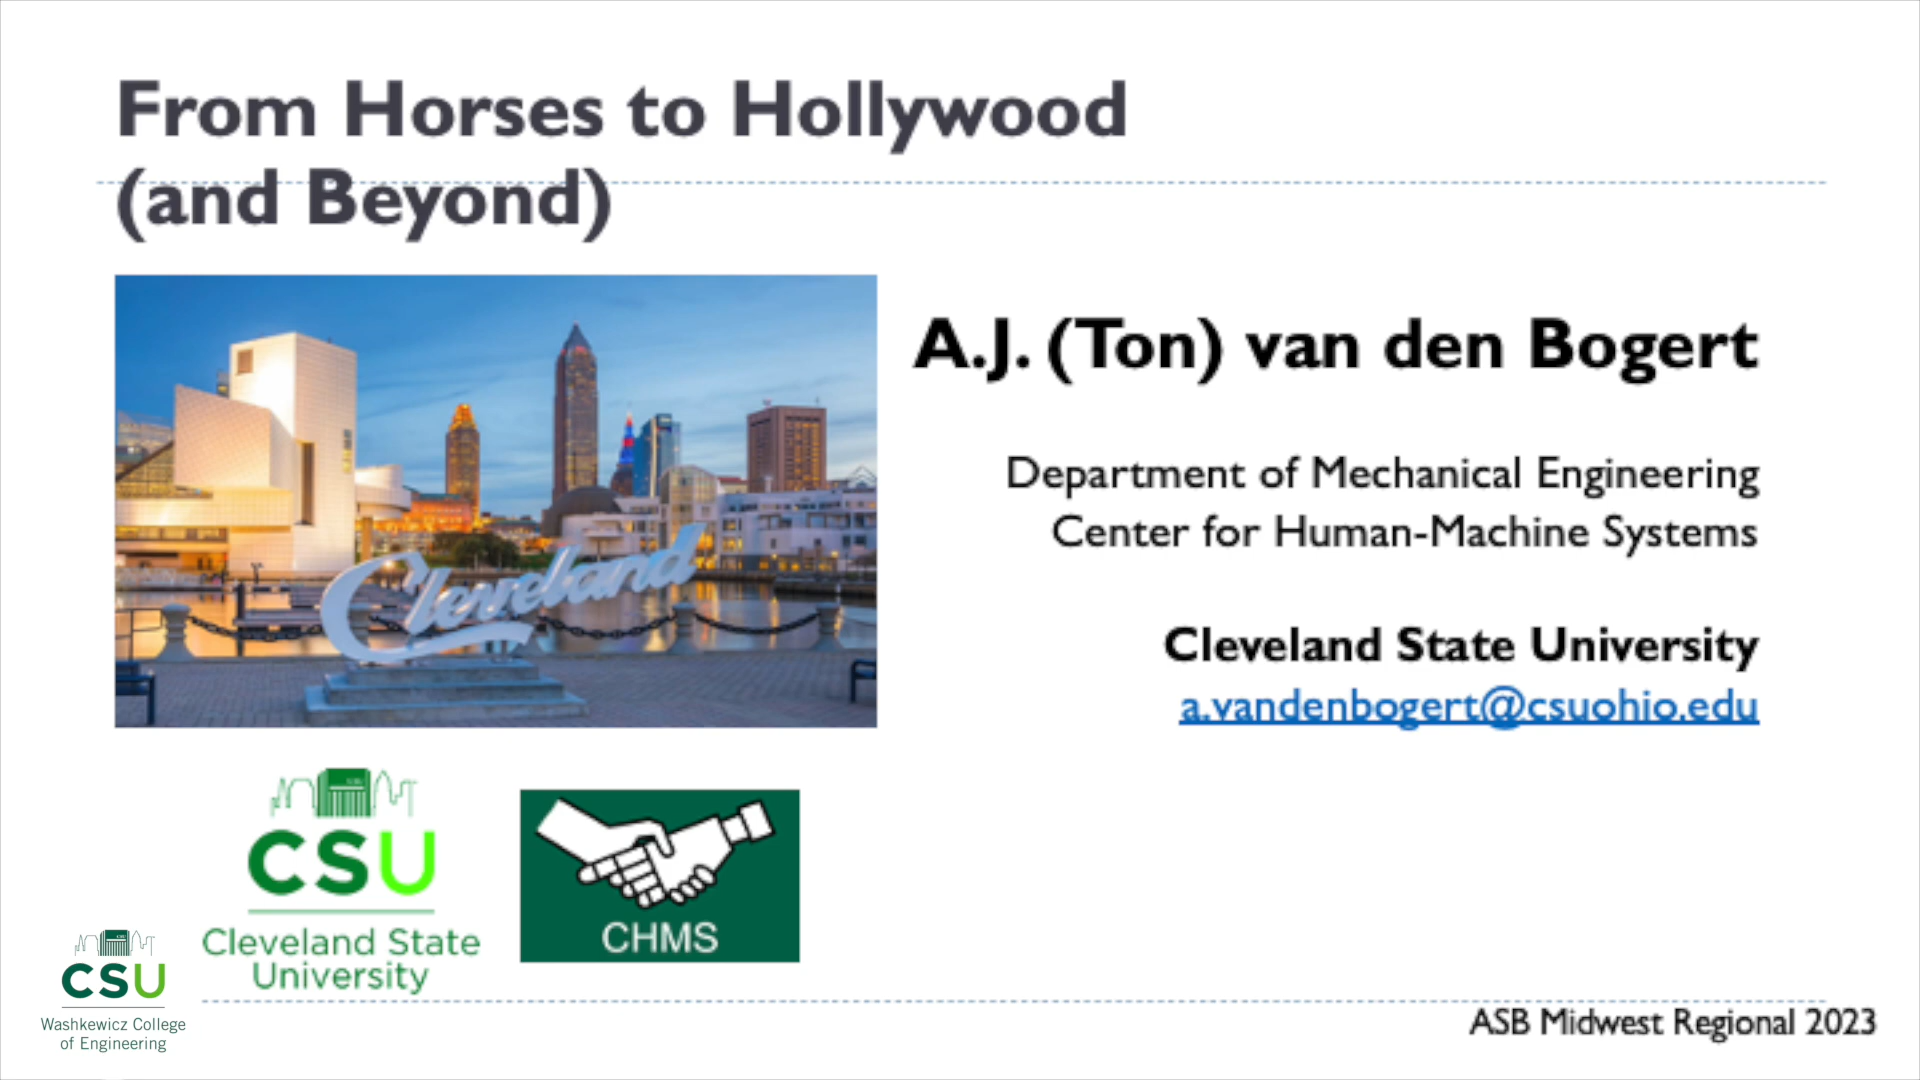 From Horses to Hollywood
(and Beyond)
Cleveland
A.J. (Ton) van den Bogert
Department of Mechanical Engineering
Center for Human-Machine Systems
Cleveland State University
a.vandenbogert@csuohio.edu
CSU
Cleveland State
University
CHMS
CSU
Washkewicz College
of Engineering
ASB Midwest Regional 2023